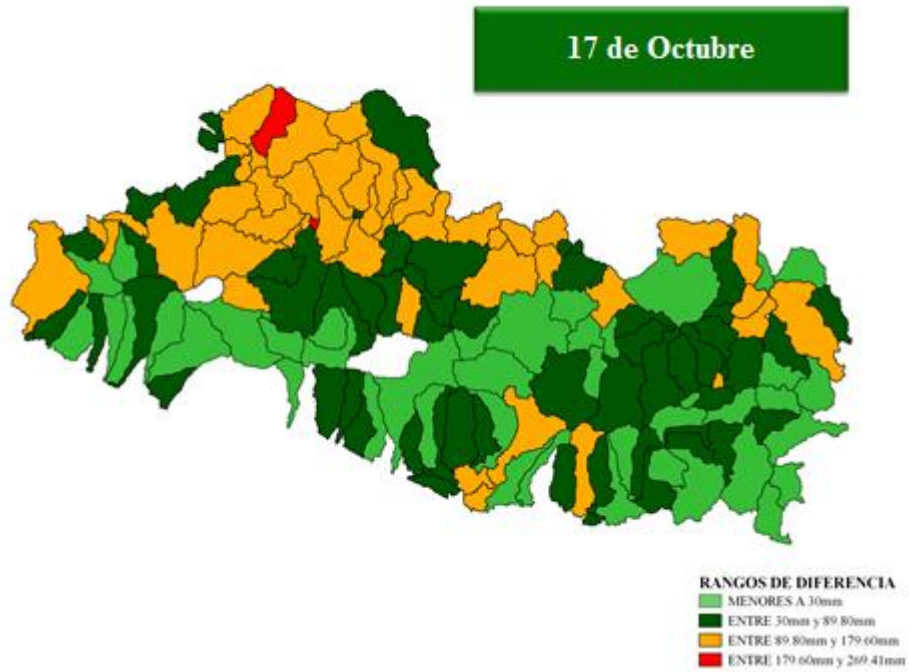 17 de Octubre
RANGOS DE DIFERENCIA
MENORES A 30mm
ENTRE 30mm y 89.80mm
ENTRE 89.80mm y 179.60mm
ENTRE 179.60mm y 269.41mm